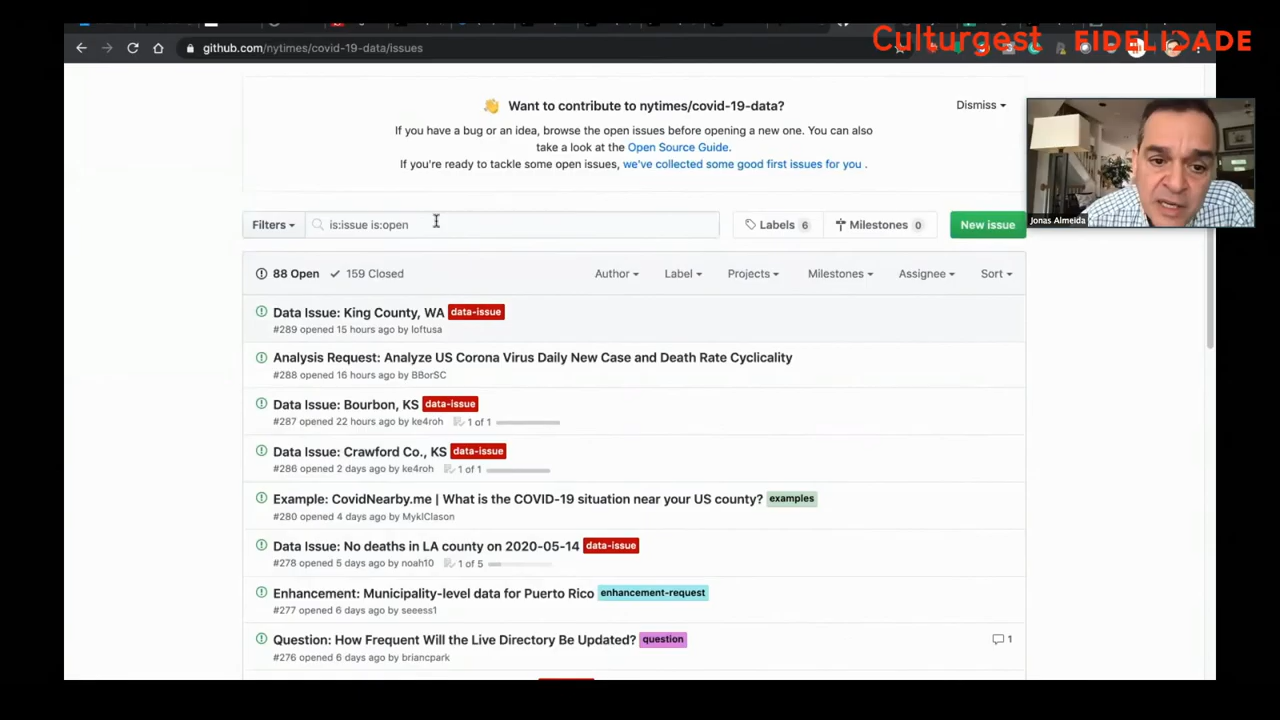 Culturgest FIDELIDADE
github.com/nytimes/covid-19-data/issues
👋 Want to contribute to nytimes/covid-19-data?
Dismiss
If you have a bug or an idea, browse the open issues before opening a new one. You can also
take a look at the Open Source Guide.
If you're ready to tackle some open issues, we've collected some good first issues for you .
Jonas Almeida
Filters is:issue is:open Labels 6 Milestones 0 New issue
88 Open 159 Closed Author Label Projects Milestones Assignee Sort
Data Issue: King County, WA data-issue
#289 opened 15 hours ago by loftusa
Analysis Request: Analyze US Corona Virus Daily New Case and Death Rate Cyclicality
#288 opened 16 hours ago by BBorSC
Data Issue: Bourbon, KS data-issue
#287 opened 22 hours ago by ke4roh 1 of 1
Data Issue: Crawford Co., KS data-issue
#286 opened 2 days ago by ke4roh 1 of 1
Example: CovidNearby.me | What is the COVID-19 situation near your US county? examples
#280 opened 4 days ago by MyklClason
Data Issue: No deaths in LA county on 2020-05-14 data-issue
#278 opened 5 days ago by noah10 1 of 5
Enhancement: Municipality-level data for Puerto Rico enhancement-request
#277 opened 6 days ago by seeess1
Question: How Frequent Will the Live Directory Be Updated? question 1
#276 opened 6 days ago by briancpark